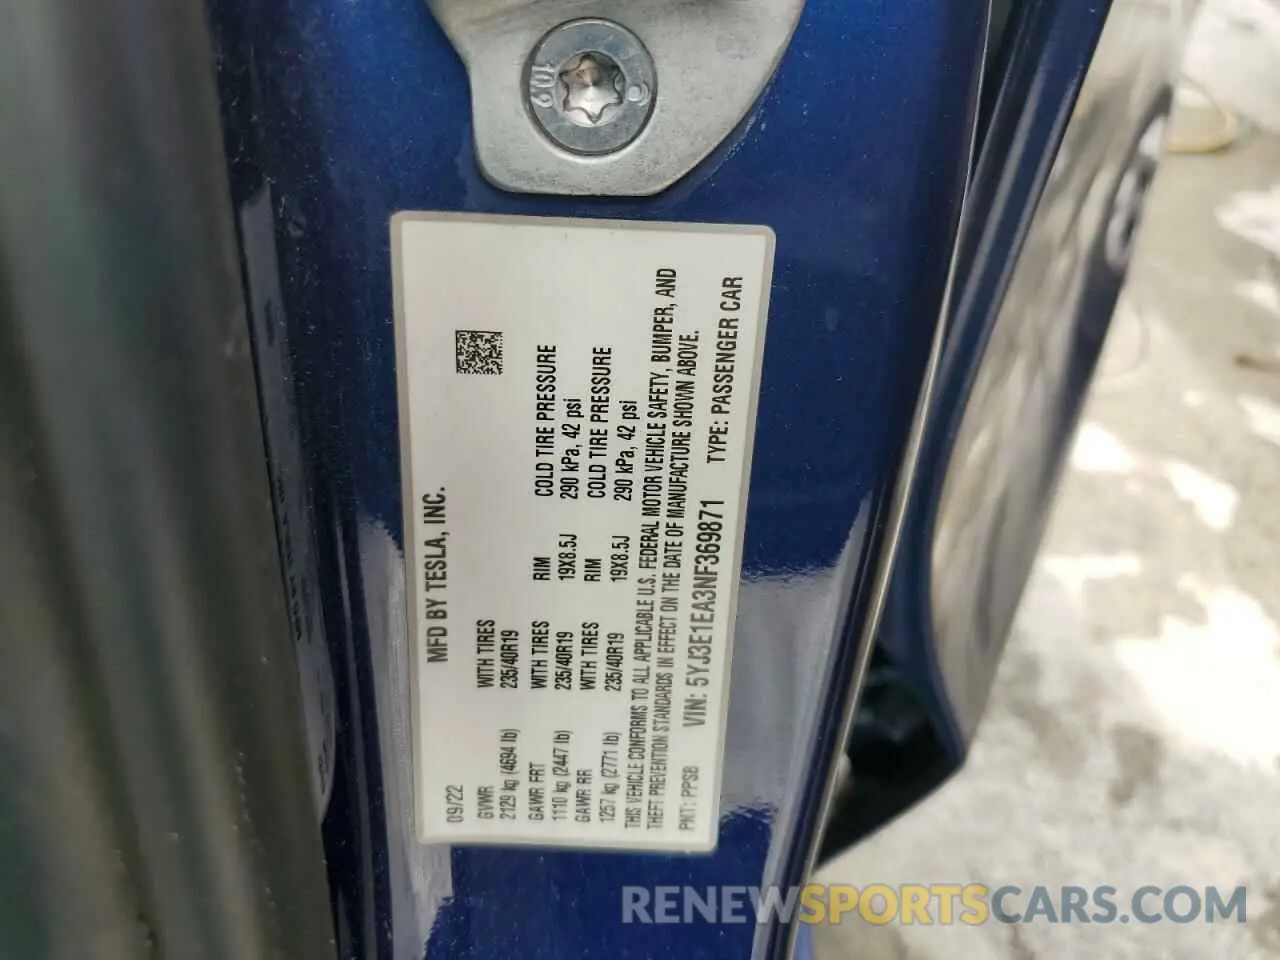 10.9
MFD BY TESLA, INC.
09/22
GVWR WITH TIRES
2129 kg (4694 lb) 235/40R19
GAWR FRT WITH TIRES RIM COLD TIRE PRESSURE
1110 kg (2447 lb) 235/40R19 19X8.5J 290 kPa, 42 psi
GAWR RR WITH TIRES RIM COLD TIRE PRESSURE
1257 kg (2771 lb) 235/40R19 19X8.5J 290 kPa, 42 psi
THIS VEHICLE CONFORMS TO ALL APPLICABLE U.S. FEDERAL MOTOR VEHICLE SAFETY, BUMPER, AND
THEFT PREVENTION STANDARDS IN EFFECT ON THE DATE OF MANUFACTURE SHOWN ABOVE.
PNT: PPSB VIN: 5YJ3E1EA3NF369871 TYPE: PASSENGER CAR
RENEWSPORTSCARS.COM